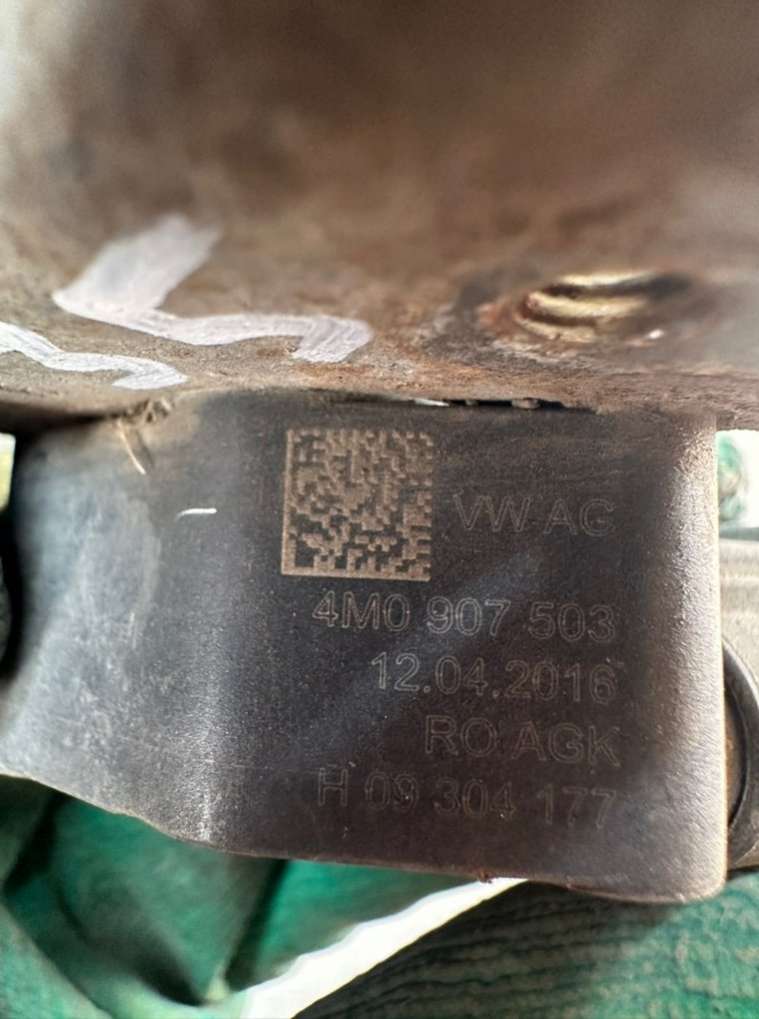 VW AG
4M0 907 503
12.04.2016
RO AGK
H 09 304 177